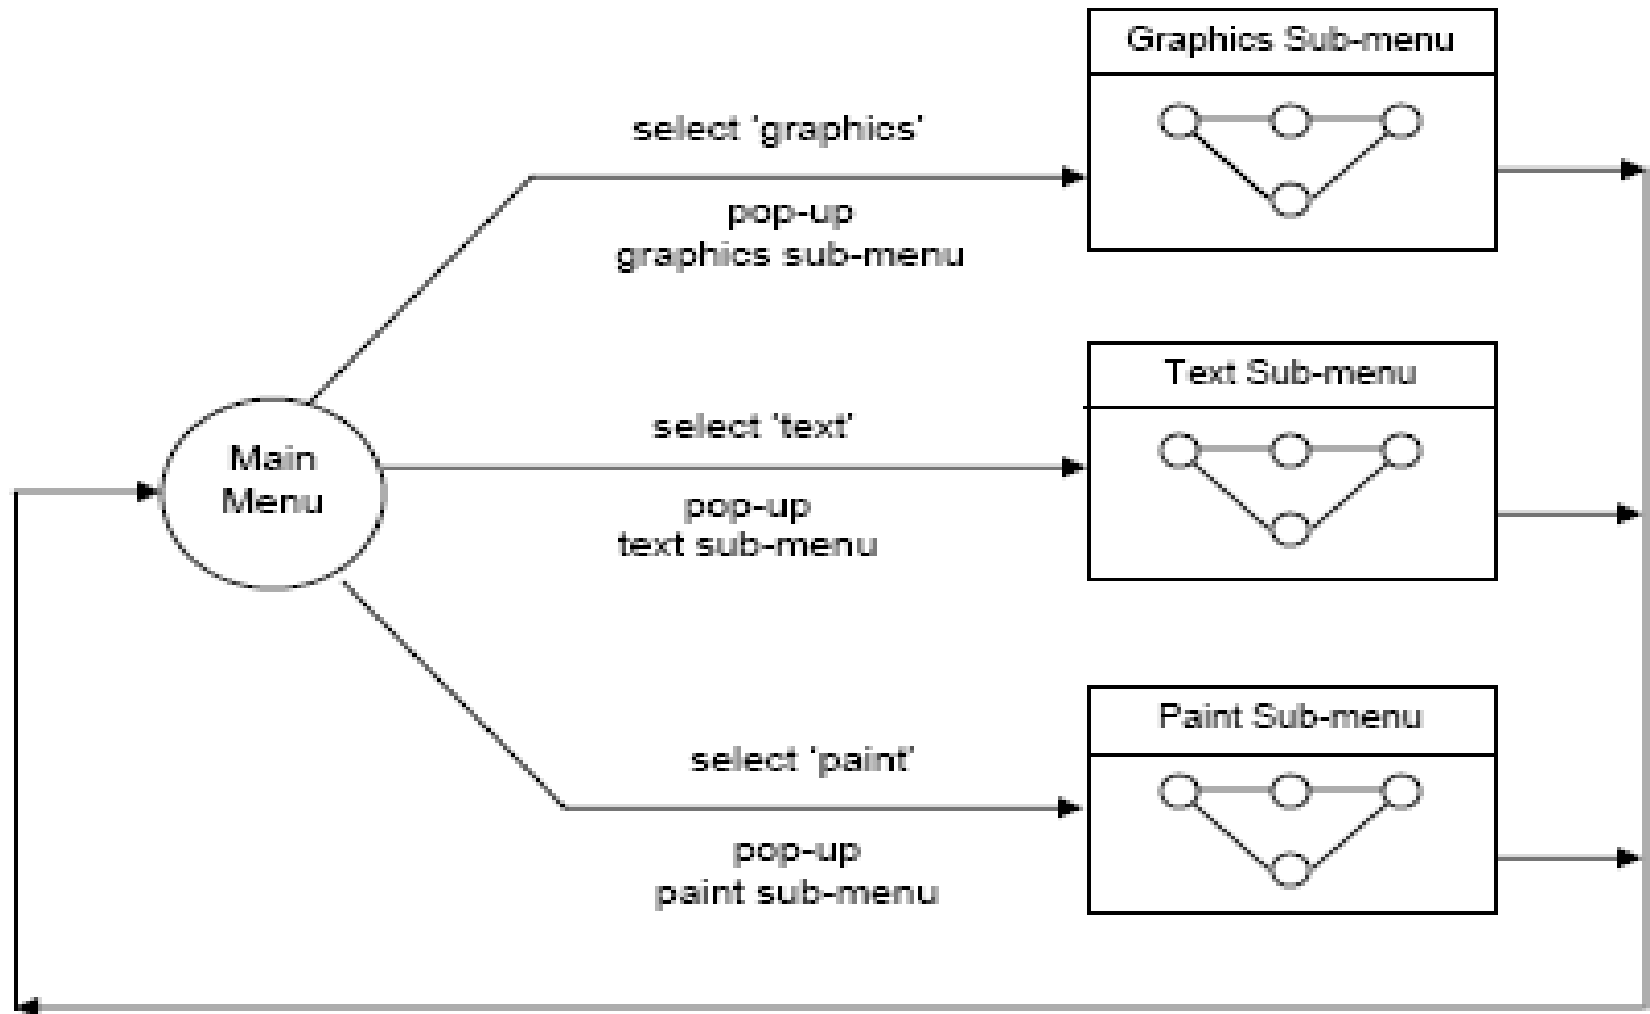 Graphics Sub-menu
select 'graphics'
pop-up
graphics sub-menu
Text Sub-menu
select 'text'
Main
Menu
pop-up
text sub-menu
Paint Sub-menu
select 'paint'
pop-up
paint sub-menu